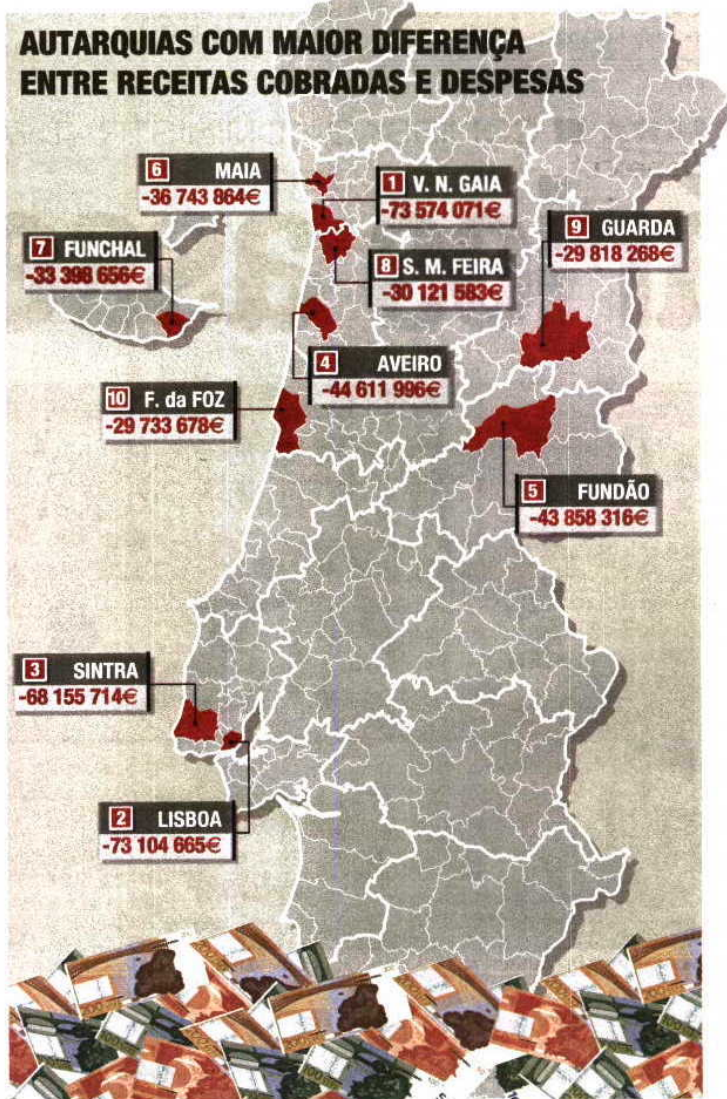 AUTARQUIAS COM MAIOR DIFERENÇA
ENTRE RECEITAS COBRADAS E DESPESAS
6 MAIA
-36 743 864€
1 V. N. GAIA
-73 574 071€
9 GUARDA
-29 818 268€
7 FUNCHAL
-33 398 656€
8 S. M. FEIRA
-30 121 583€
4 AVEIRO
-44 611 996€
10 F. da FOZ
-29 733 678€
5 FUNDÃO
-43 858 316€
3 SINTRA
-68 155 714€
2 LISBOA
-73 104 665€